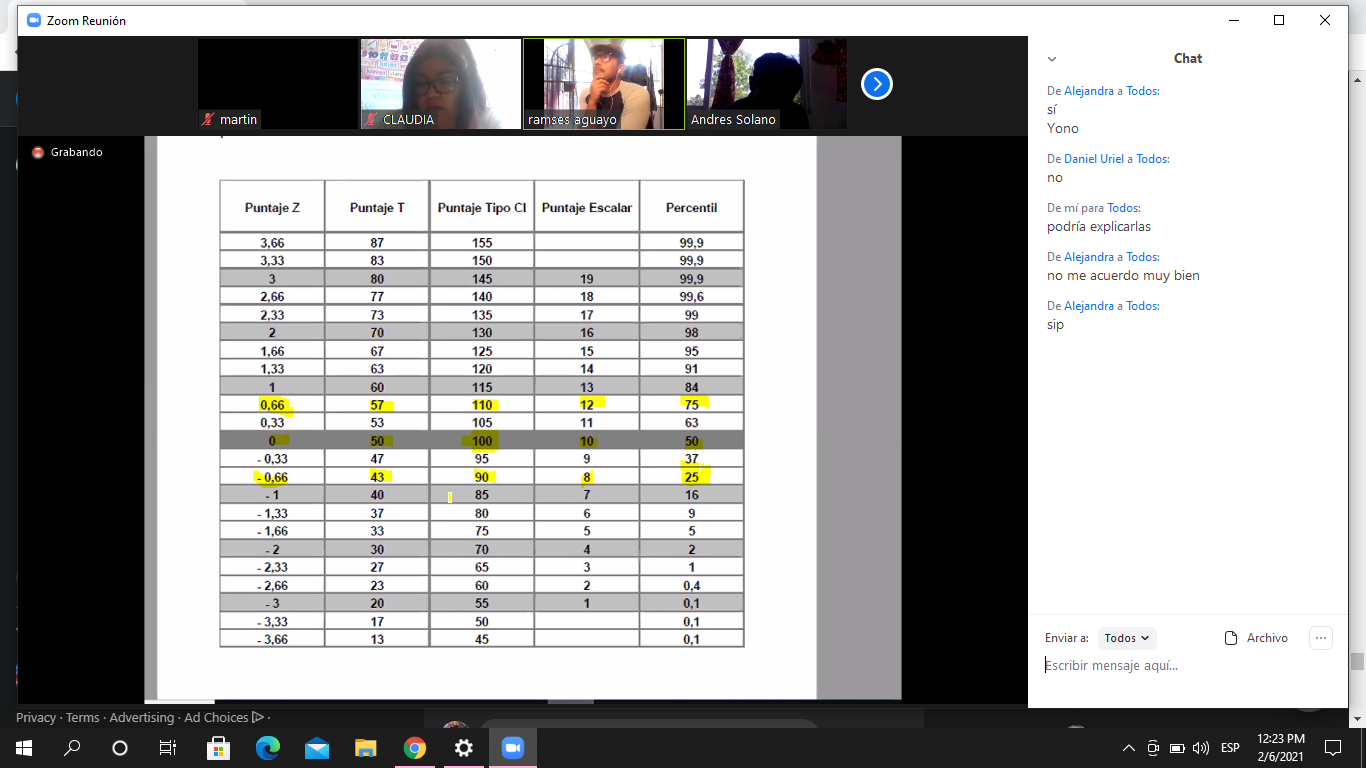 Zoom Reunión
martin
CLAUDIA
ramses aguayo
Andres Solano
Grabando
Puntaje Z Puntaje T Puntaje Tipo CI Puntaje Escalar Percentil
3,66 87 155 99,9
3,33 83 150 99,9
3 80 145 19 99,9
2,66 77 140 18 99,6
2,33 73 135 17 99
2 70 130 16 98
1,66 67 125 15 95
1,33 63 120 14 91
1 60 115 13 84
0,66 57 110 12 75
0,33 53 105 11 63
0 50 100 10 50
- 0,33 47 95 9 37
- 0,66 43 90 8 25
- 1 40 85 7 16
- 1,33 37 80 6 9
- 1,66 33 75 5 5
- 2 30 70 4 2
- 2,33 27 65 3 1
- 2,66 23 60 2 0,4
- 3 20 55 1 0,1
- 3,33 17 50 0,1
- 3,66 13 45 0,1
Chat
De Alejandra a Todos:
sí
Yono
De Daniel Uriel a Todos:
no
De mí para Todos:
podría explicarlas
De Alejandra a Todos:
no me acuerdo muy bien
De Alejandra a Todos:
sip
Enviar a: Todos Archivo ...
Escribir mensaje aquí...
Privacy · Terms · Advertising · Ad Choices ·
ESP
12:23 PM
2/6/2021